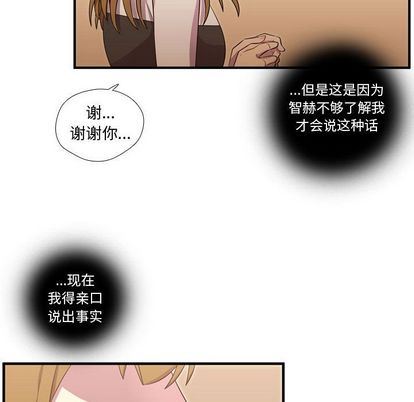 谢...
谢谢你...
...但是这是因为
智赫不够了解我
才会说这种话
...现在
我得亲口
说出事实